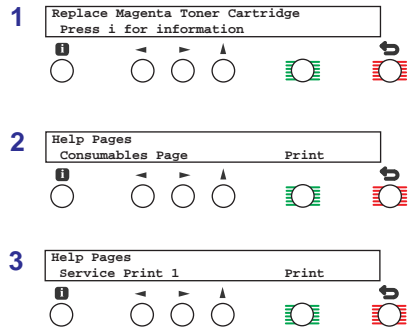 1
Replace Magenta Toner Cartridge
Press i for information
i
2
Help Pages
Consumables Page Print
i
3
Help Pages
Service Print 1 Print
i